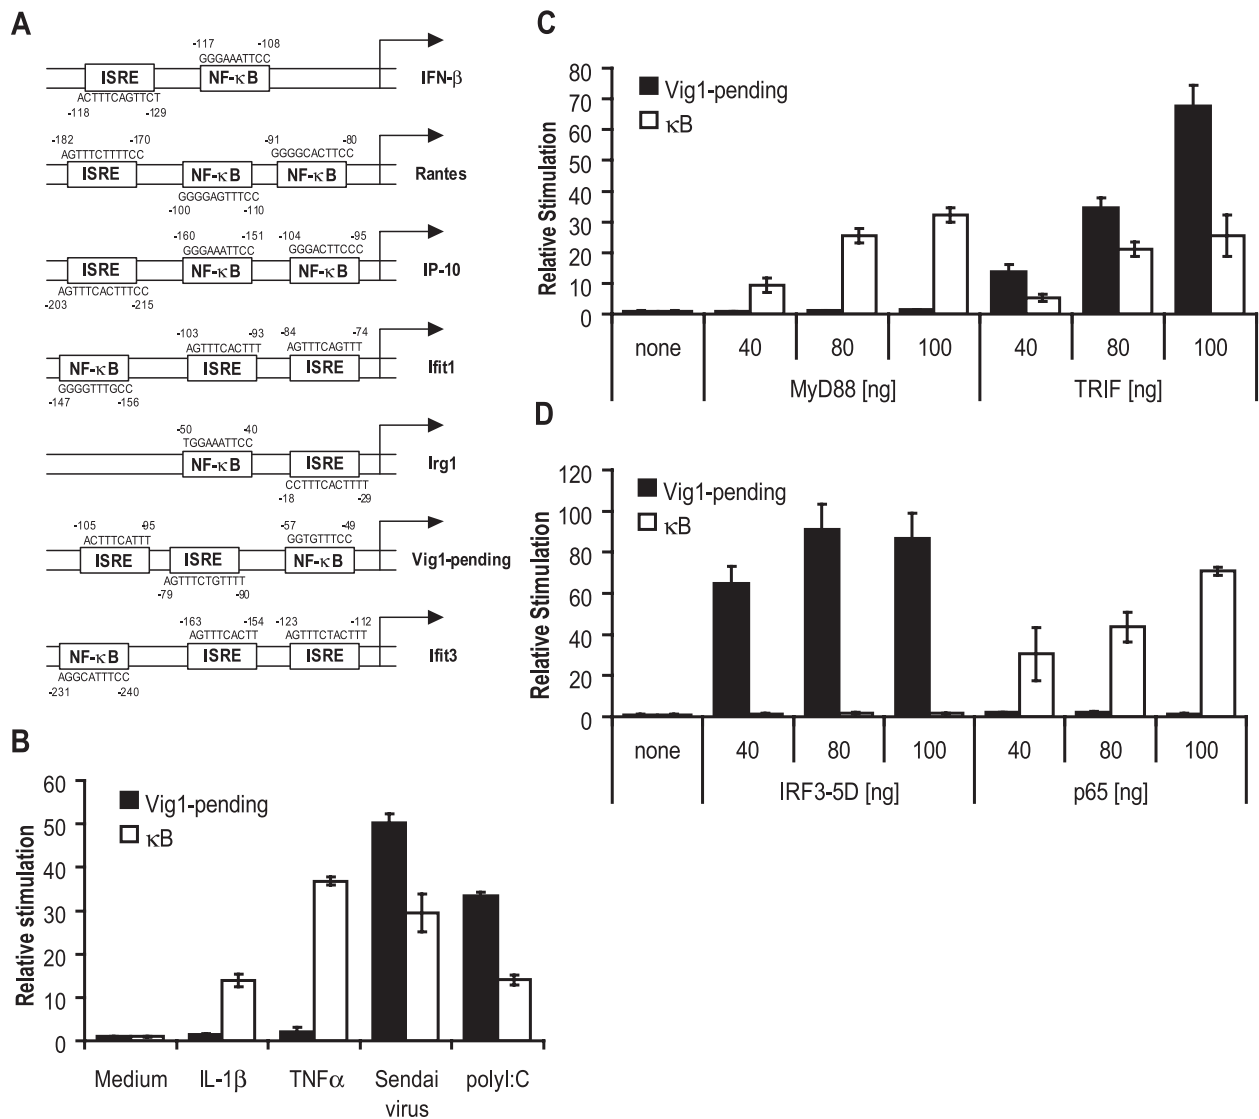 A
-117 -108
GGGAAATTCC
ISRE NF-κB IFN-β
ACTTTCAGTTCT
-118 -129
-182 -170 -91 -80
AGTTTCTTTTCC GGGGCACTTCC
ISRE NF-κB NF-κB Rantes
GGGGAGTTTCC
-100 -110
-160 -151 -104 -95
GGGAAATTCC GGGACTTCCC
ISRE NF-κB NF-κB IP-10
AGTTTCACTTTCC
-203 -215
-103 -93 -84 -74
AGTTTCACTTT AGTTTCAGTTT
NF-κB ISRE ISRE Ifit1
GGGGTTTGCC
-147 -156
-50 -40
TGGAAATTCC
NF-κB ISRE Irg1
CCTTTCACTTTT
-18 -29
-105 -95 -57 -49
ACTTTCATTT GGTGTTTCC
ISRE ISRE NF-κB Vig1-pending
AGTTTCTGTTTT
-79 -90
-163 -154 -123 -112
AGTTTCACTT AGTTTCTACTTT
NF-κB ISRE ISRE Ifit3
AGGCATTTCC
-231 -240
B
Vig1-pending
κB
Relative stimulation
60
50
40
30
20
10
0
Medium IL-1β TNFα Sendai virus polyI:C
C
Vig1-pending
κB
Relative Stimulation
80
70
60
50
40
30
20
10
0
none 40 80 100 40 80 100
MyD88 [ng] TRIF [ng]
D
Vig1-pending
κB
Relative Stimulation
120
100
80
60
40
20
0
none 40 80 100 40 80 100
IRF3-5D [ng] p65 [ng]